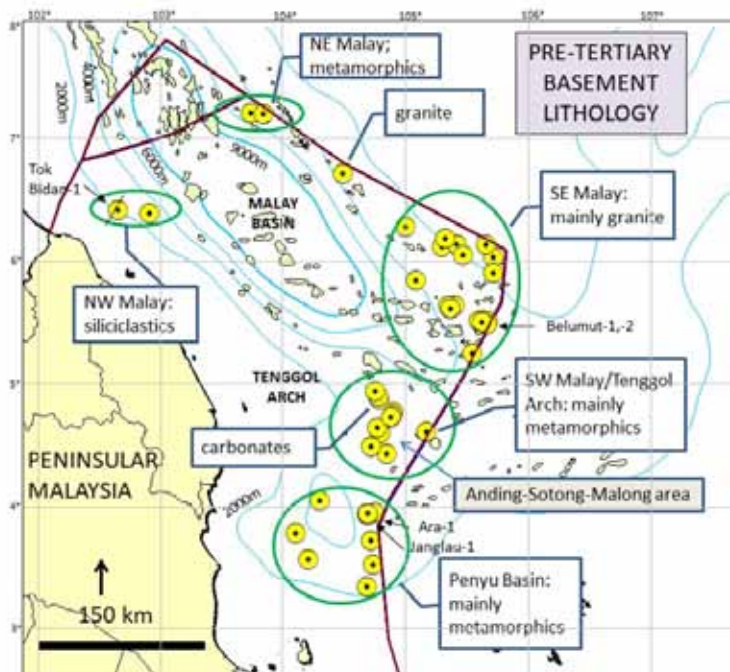 102°
103°
104°
105°
106°
107°
8°
7°
6°
5°
4°
3°
NE Malay;
metamorphics
PRE-TERTIARY
BASEMENT
LITHOLOGY
granite
2000m
4000m
6000m
9000m
Tok
Bidan-1
MALAY
BASIN
SE Malay:
mainly granite
NW Malay:
siliciclastics
Belumut-1,-2
TENGGOL
ARCH
SW Malay/Tenggol
Arch: mainly
metamorphics
carbonates
PENINSULAR
MALAYSIA
Anding-Sotong-Malong area
2000m
Ara-1
Janglau-1
150 km
Penyu Basin:
mainly
metamorphics